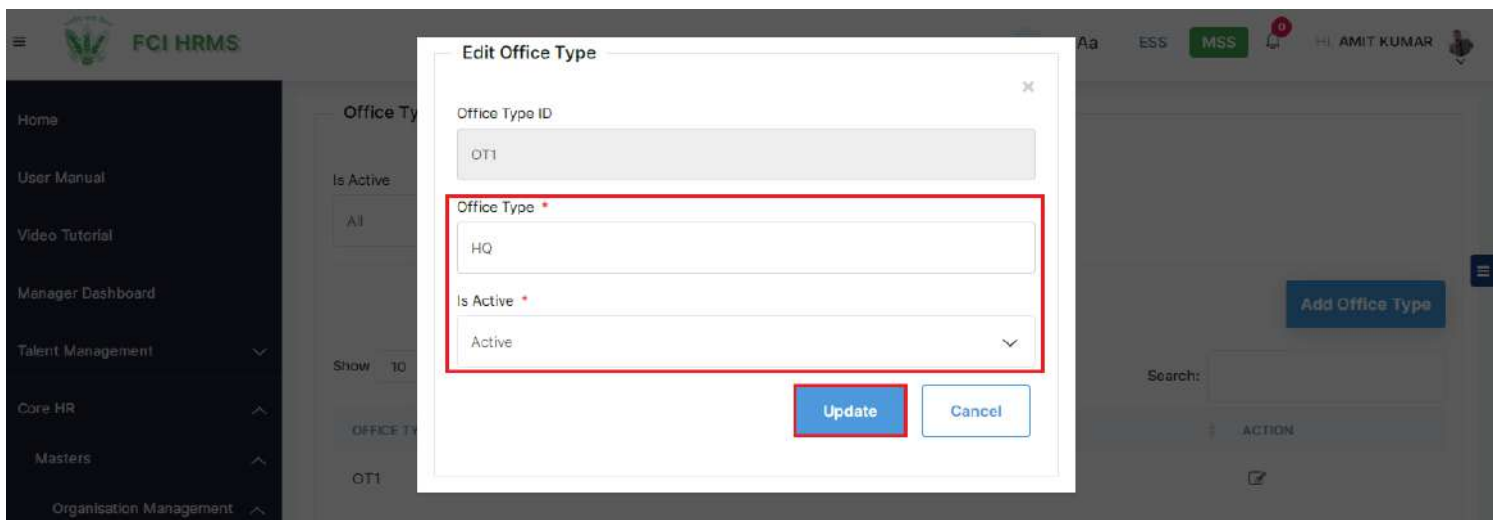 FCI HRMS
Aa ESS MSS 0 Hi, AMIT KUMAR
Home
User Manual
Video Tutorial
Manager Dashboard
Talent Management
Core HR
Masters
Organisation Management
Office Ty
Is Active
All
Add Office Type
Show 10
Search:
OFFICE TY
ACTION
OT1
Edit Office Type
×
Office Type ID
OT1
Office Type *
HQ
Is Active *
Active
Update Cancel